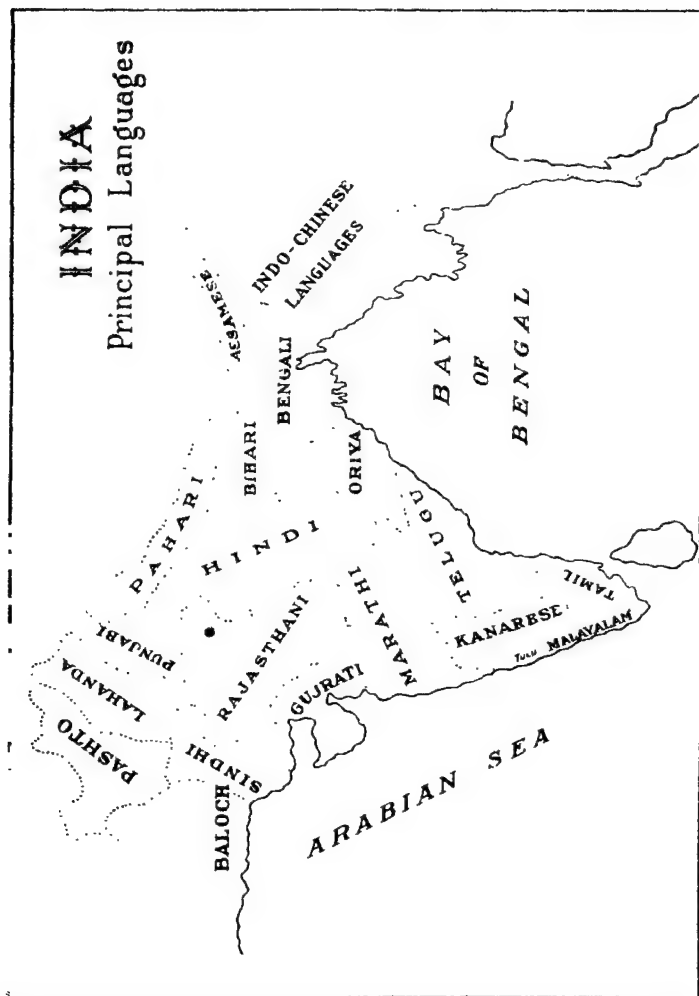 INDIA
Principal Languages
PASHTO
LAHANDA
PUNJABI
PAHARI
BALOCH
SINDHI
RAJASTHANI
HINDI
BIHARI
ASSAMESE
INDO-CHINESE
LANGUAGES
BENGALI
GUJRATI
MARATHI
ORIYA
TELUGU
KANARESE
TULU
MALAYALAM
TAMIL
ARABIAN SEA
BAY
OF
BENGAL